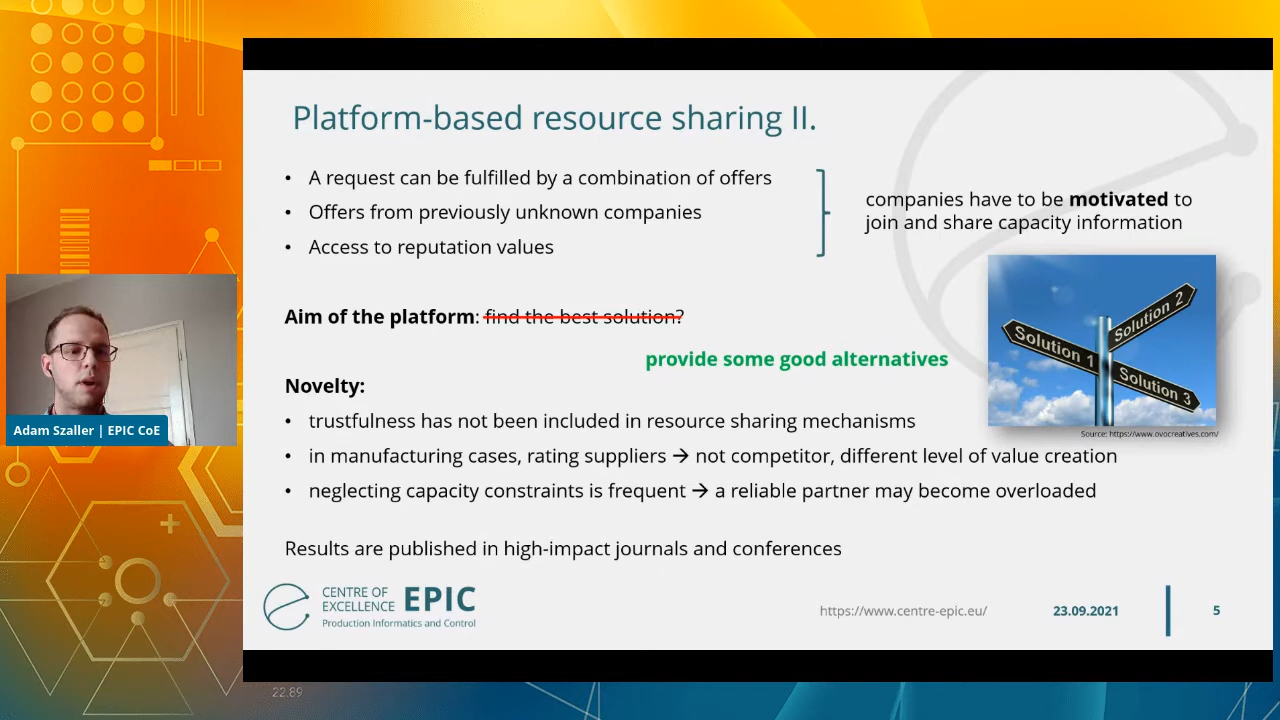 Platform-based resource sharing II.
• A request can be fulfilled by a combination of offers
• Offers from previously unknown companies
• Access to reputation values
companies have to be motivated to
join and share capacity information
Aim of the platform: find the best solution?
provide some good alternatives
Solution 1
Solution 2
Solution 3
Source: https://www.ovocreatives.com/
Novelty:
• trustfulness has not been included in resource sharing mechanisms
• in manufacturing cases, rating suppliers → not competitor, different level of value creation
• neglecting capacity constraints is frequent → a reliable partner may become overloaded
Results are published in high-impact journals and conferences
CENTRE OF
EXCELLENCE EPIC
Production Informatics and Control
https://www.centre-epic.eu/
23.09.2021
5
Adam Szaller | EPIC CoE
22.89